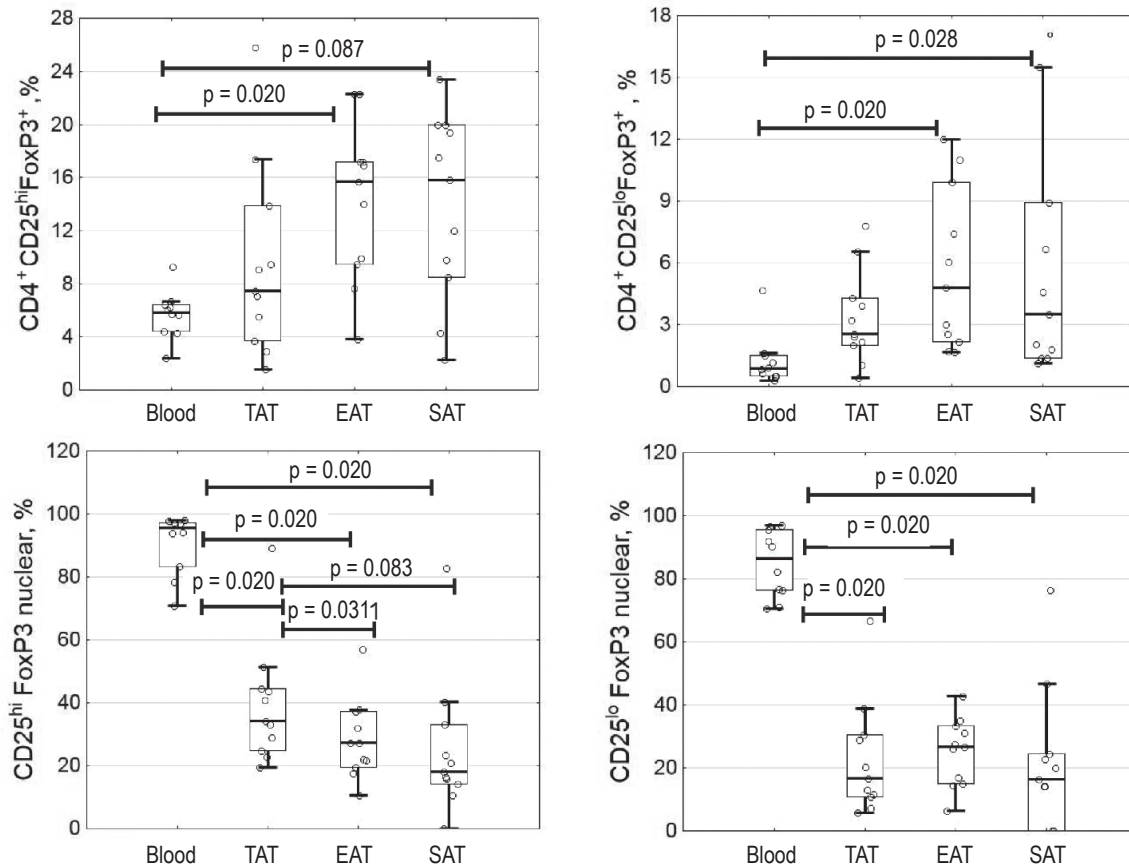 CD4⁺ CD25ʰⁱFoxP3⁺, %
28
24
20
16
12
8
4
0
p = 0.087
p = 0.020
Blood TAT EAT SAT
CD4⁺ CD25ˡᵒFoxP3⁺ , %
18
15
12
9
6
3
0
p = 0.028
p = 0.020
Blood TAT EAT SAT
CD25ʰⁱ FoxP3 nuclear, %
120
100
80
60
40
20
0
p = 0.020
p = 0.020
p = 0.020
p = 0.083
p = 0.0311
Blood TAT EAT SAT
CD25ˡᵒ FoxP3 nuclear, %
120
100
80
60
40
20
0
p = 0.020
p = 0.020
p = 0.020
Blood TAT EAT SAT